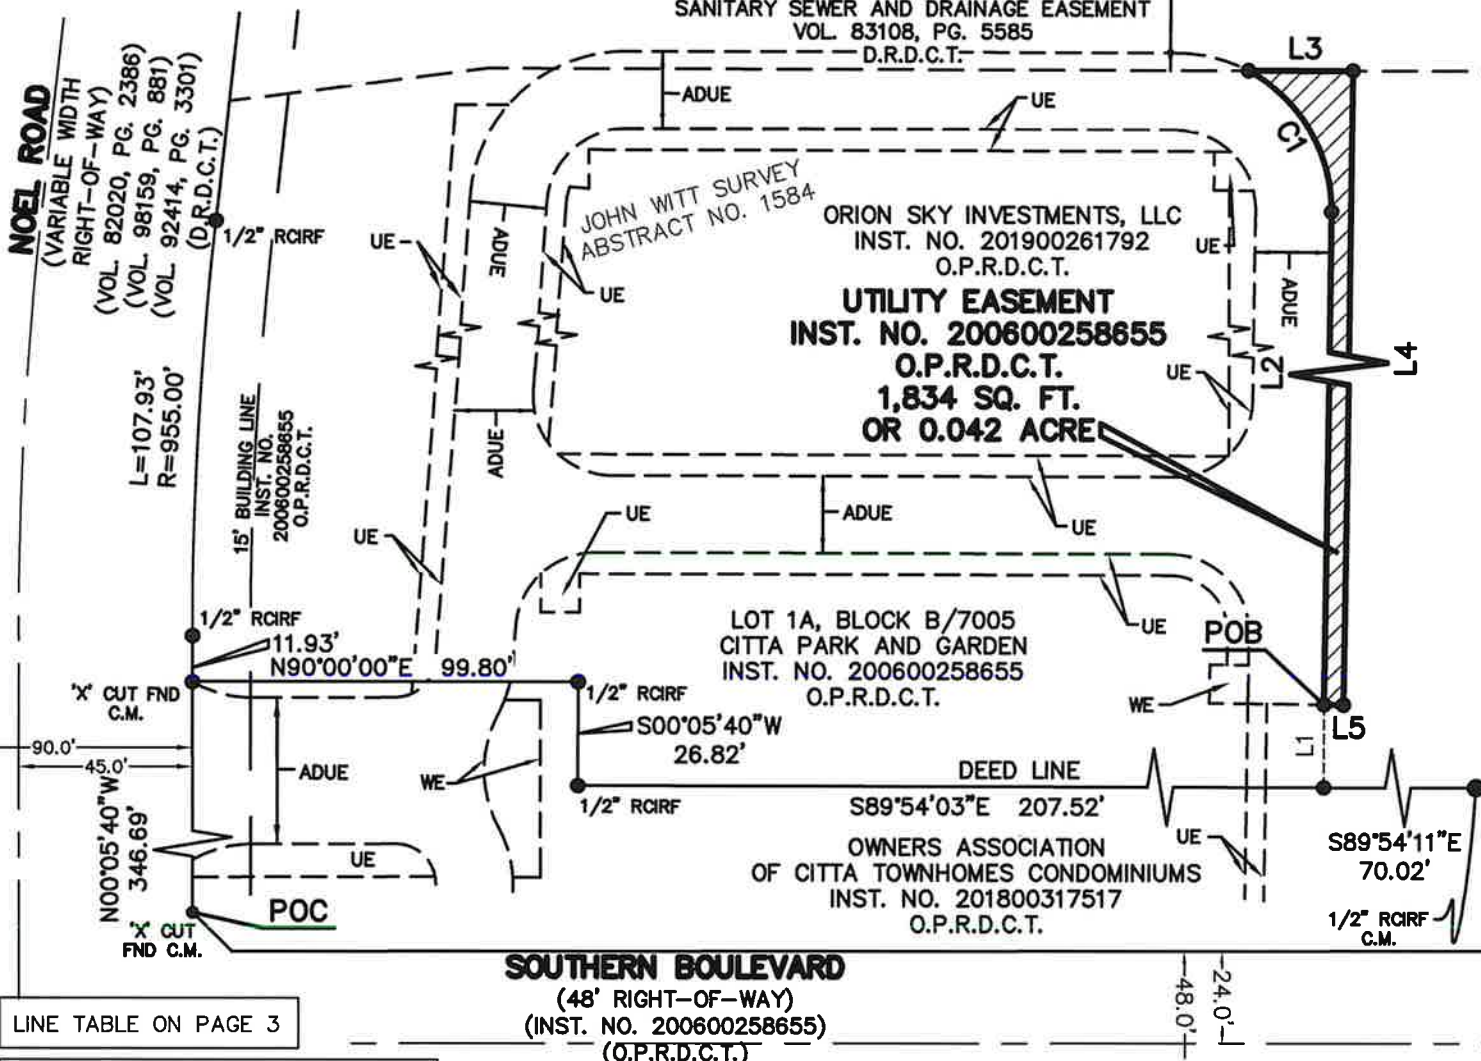 SANITARY SEWER AND DRAINAGE EASEMENT
VOL. 83108, PG. 5585
D.R.D.C.T.
L3
NOEL ROAD
(VARIABLE WIDTH
RIGHT-OF-WAY)
(VOL. 82020, PG. 2386)
(VOL. 98159, PG. 881)
(VOL. 92414, PG. 3301)
(D.R.D.C.T.)
ADUE
UE
C1
JOHN WITT SURVEY
ABSTRACT NO. 1584
1/2" RCIRF
UE
ADUE
UE
ORION SKY INVESTMENTS, LLC
INST. NO. 201900261792
O.P.R.D.C.T.
UE
ADUE
UTILITY EASEMENT
INST. NO. 200600258655
O.P.R.D.C.T.
1,834 SQ. FT.
OR 0.042 ACRE
UE
L2
L4
L=107.93'
R=955.00'
15' BUILDING LINE
INST. NO.
200600258655
O.P.R.D.C.T.
ADUE
UE
UE
ADUE
UE
1/2" RCIRF
11.93'
N90°00'00"E 99.80'
'X' CUT FND
C.M.
1/2" RCIRF
S00°05'40"W
26.82'
LOT 1A, BLOCK B/7005
CITTA PARK AND GARDEN
INST. NO. 200600258655
O.P.R.D.C.T.
UE
POB
WE
L5
L1
90.0'
45.0'
ADUE
WE
1/2" RCIRF
DEED LINE
S89°54'03"E 207.52'
N00°05'40"W
346.69'
UE
OWNERS ASSOCIATION
OF CITTA TOWNHOMES CONDOMINIUMS
INST. NO. 201800317517
O.P.R.D.C.T.
UE
S89°54'11"E
70.02'
1/2" RCIRF
C.M.
POC
'X' CUT
FND C.M.
SOUTHERN BOULEVARD
(48' RIGHT-OF-WAY)
(INST. NO. 200600258655)
(O.P.R.D.C.T.)
48.0'
24.0'
LINE TABLE ON PAGE 3